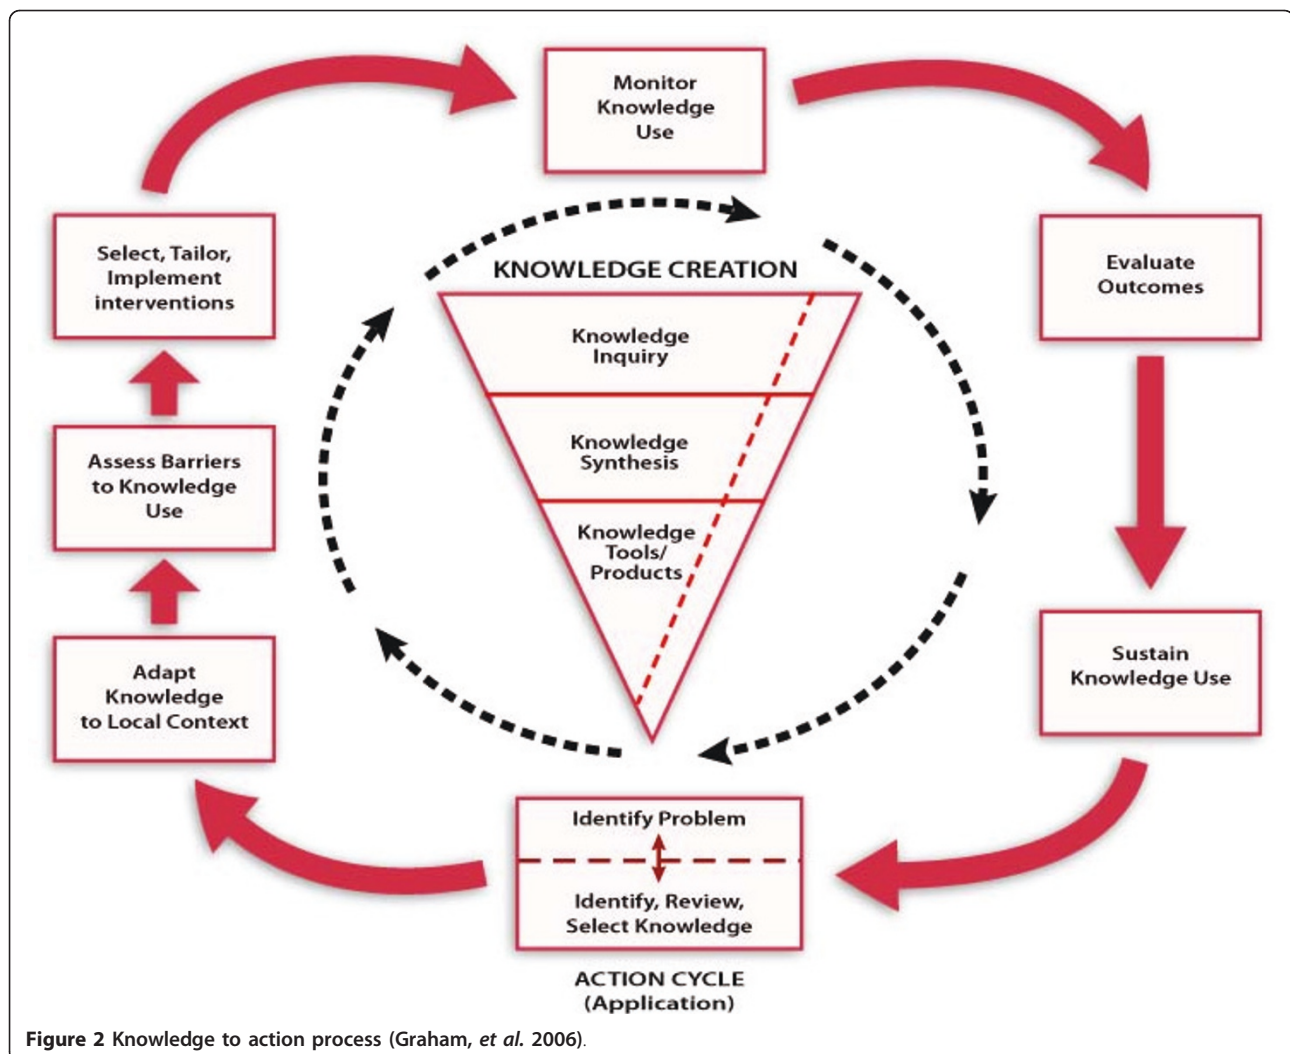 Monitor
Knowledge
Use
Select, Tailor,
Implement
interventions
Evaluate
Outcomes
KNOWLEDGE CREATION
Knowledge
Inquiry
Assess Barriers
to Knowledge
Use
Knowledge
Synthesis
Knowledge
Tools/
Products
Adapt
Knowledge
to Local Context
Sustain
Knowledge Use
Identify Problem
Identify, Review,
Select Knowledge
ACTION CYCLE
(Application)
Figure 2 Knowledge to action process (Graham, et al. 2006).